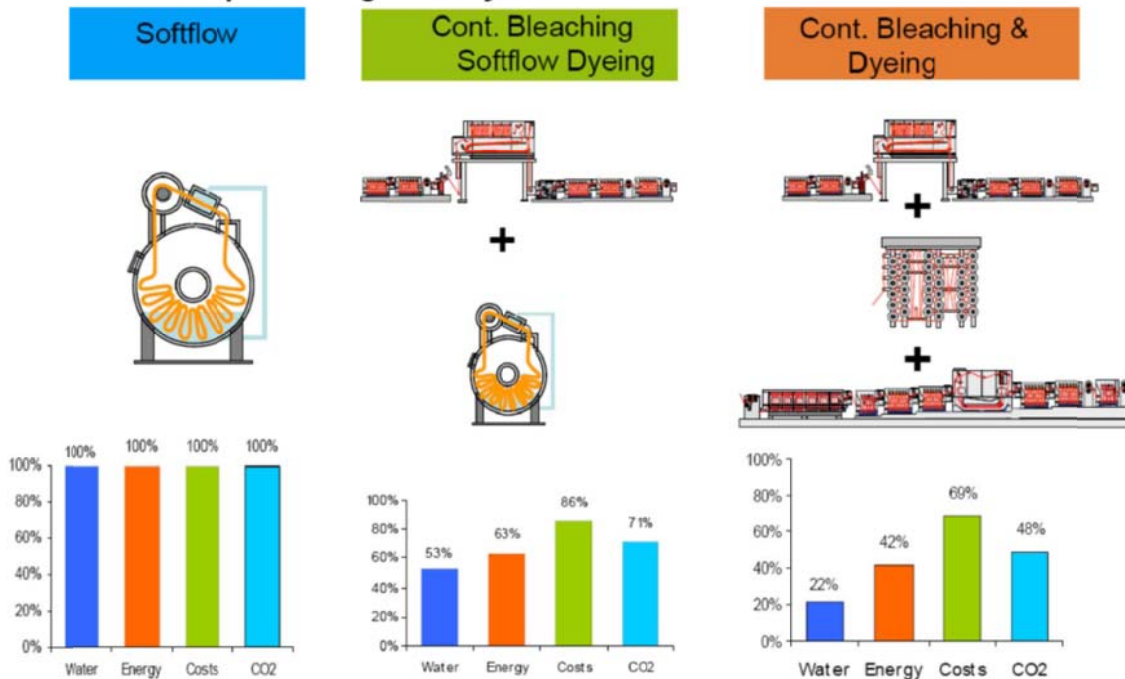 Softflow
Cont. Bleaching
Softflow Dyeing
Cont. Bleaching &
Dyeing
+
+
+
100% 100% 100% 100%
100%
80%
60%
40%
20%
0%
Water Energy Costs CO2
100%
80%
60%
40%
20%
0%
53% 63% 86% 71%
Water Energy Costs CO2
100%
80%
60%
40%
20%
0%
22% 42% 69% 48%
Water Energy Costs CO2